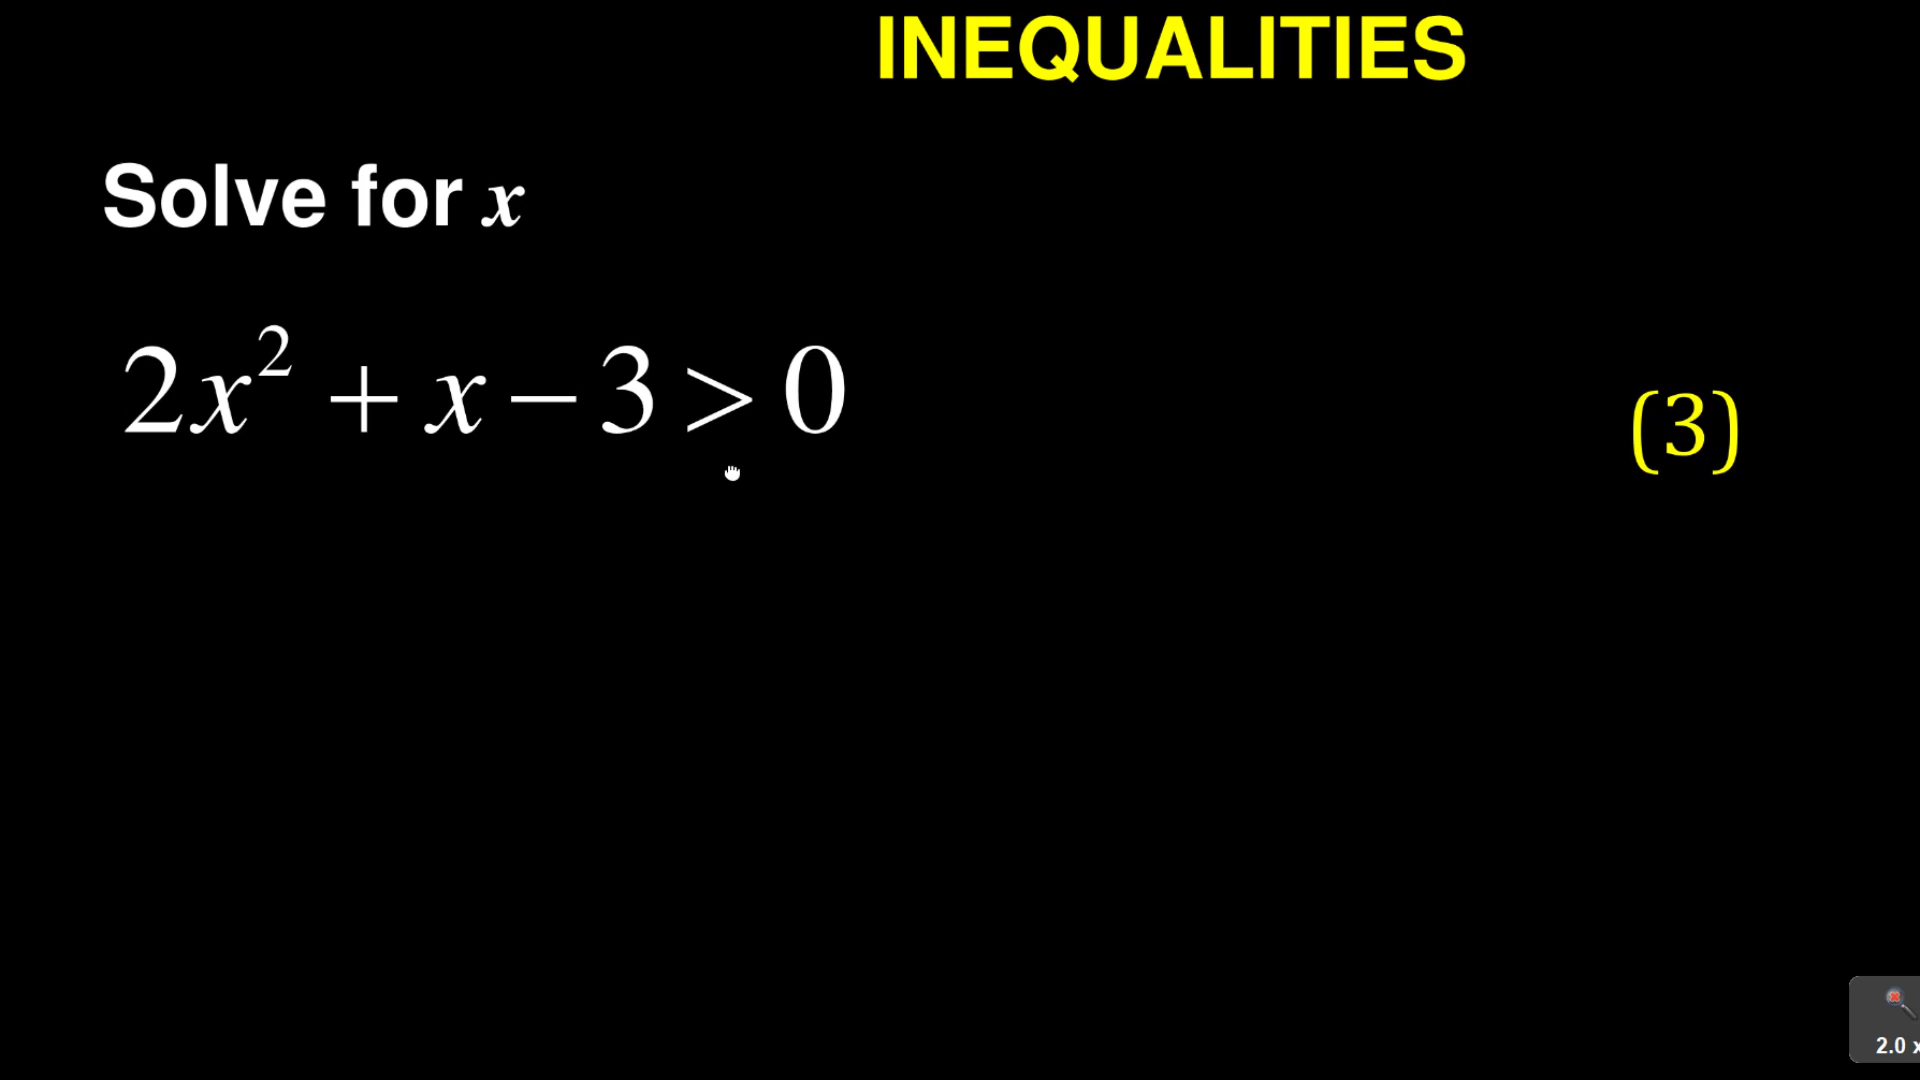 INEQUALITIES
Solve for x
2x² + x − 3 > 0
(3)
2.0 x